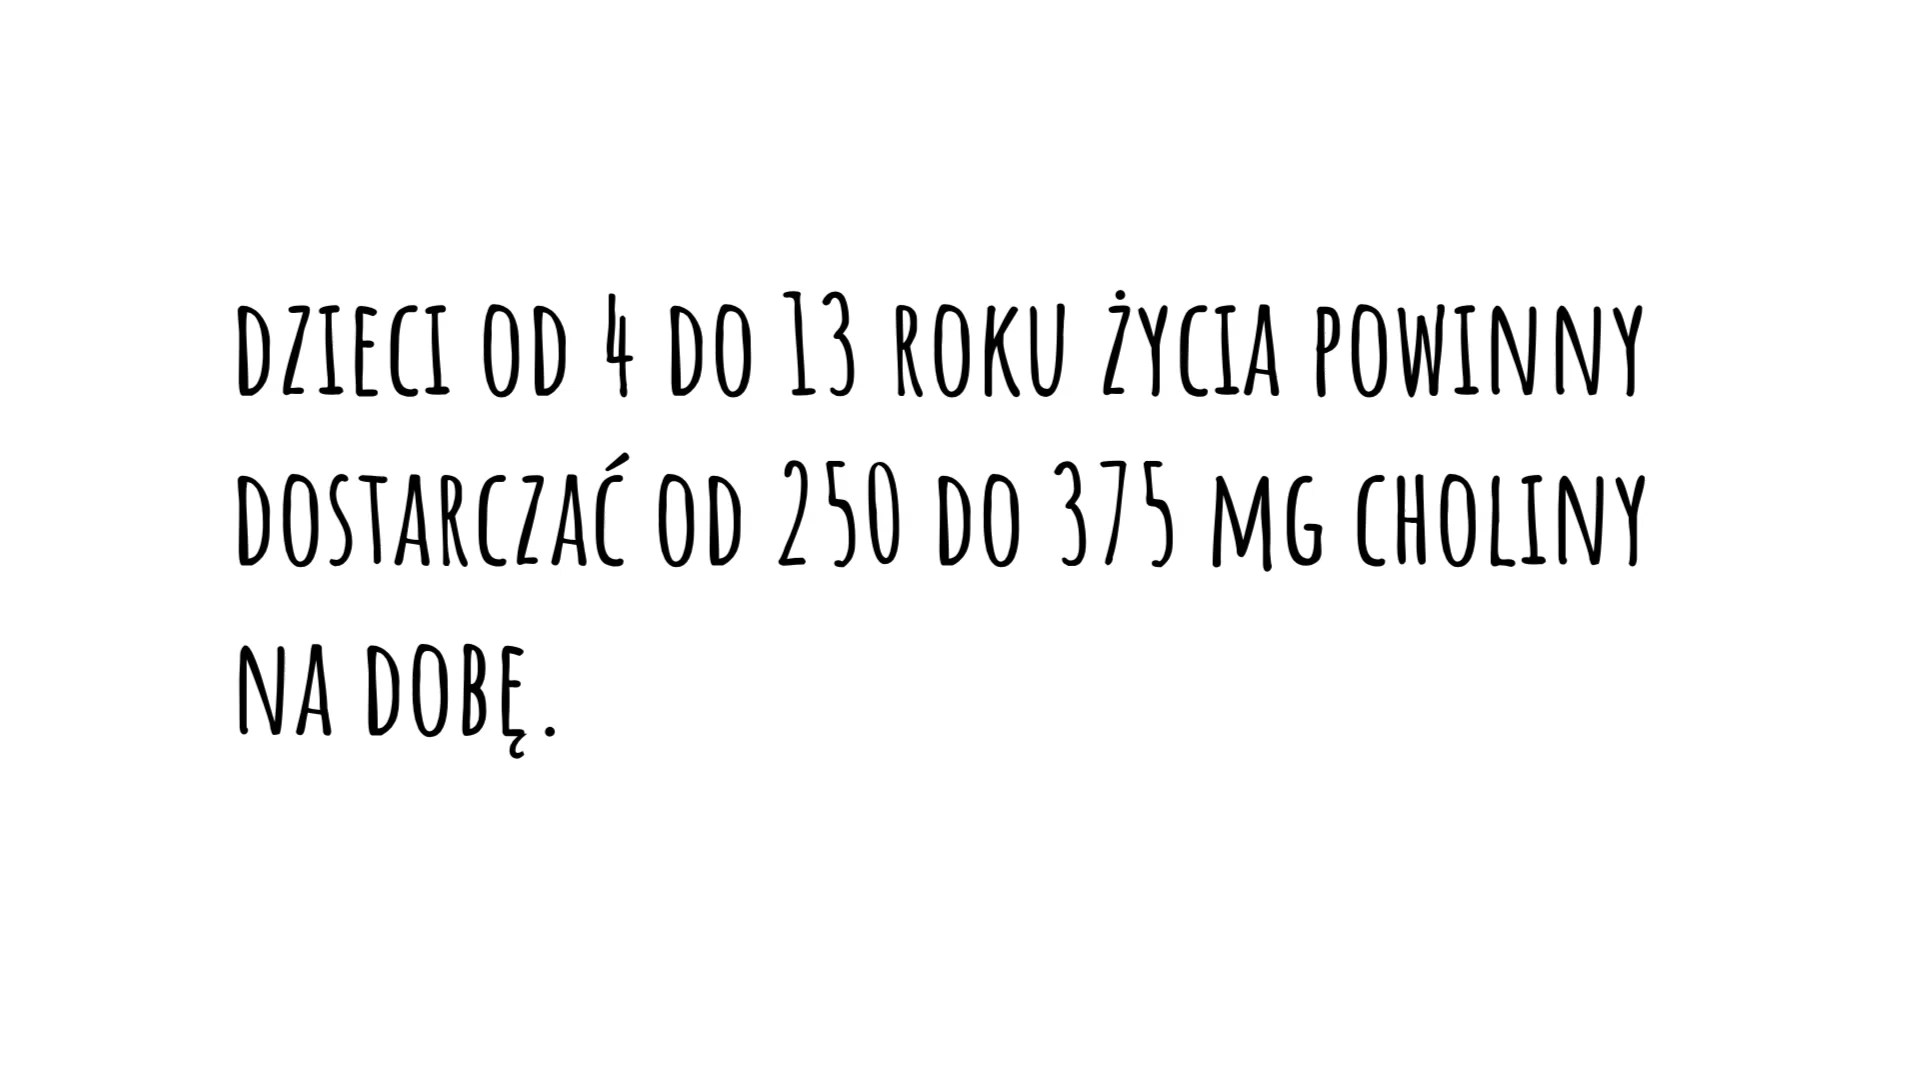 DZIECI OD 4 DO 13 ROKU ŻYCIA POWINNY
DOSTARCZAĆ OD 250 DO 375 MG CHOLINY
NA DOBĘ.